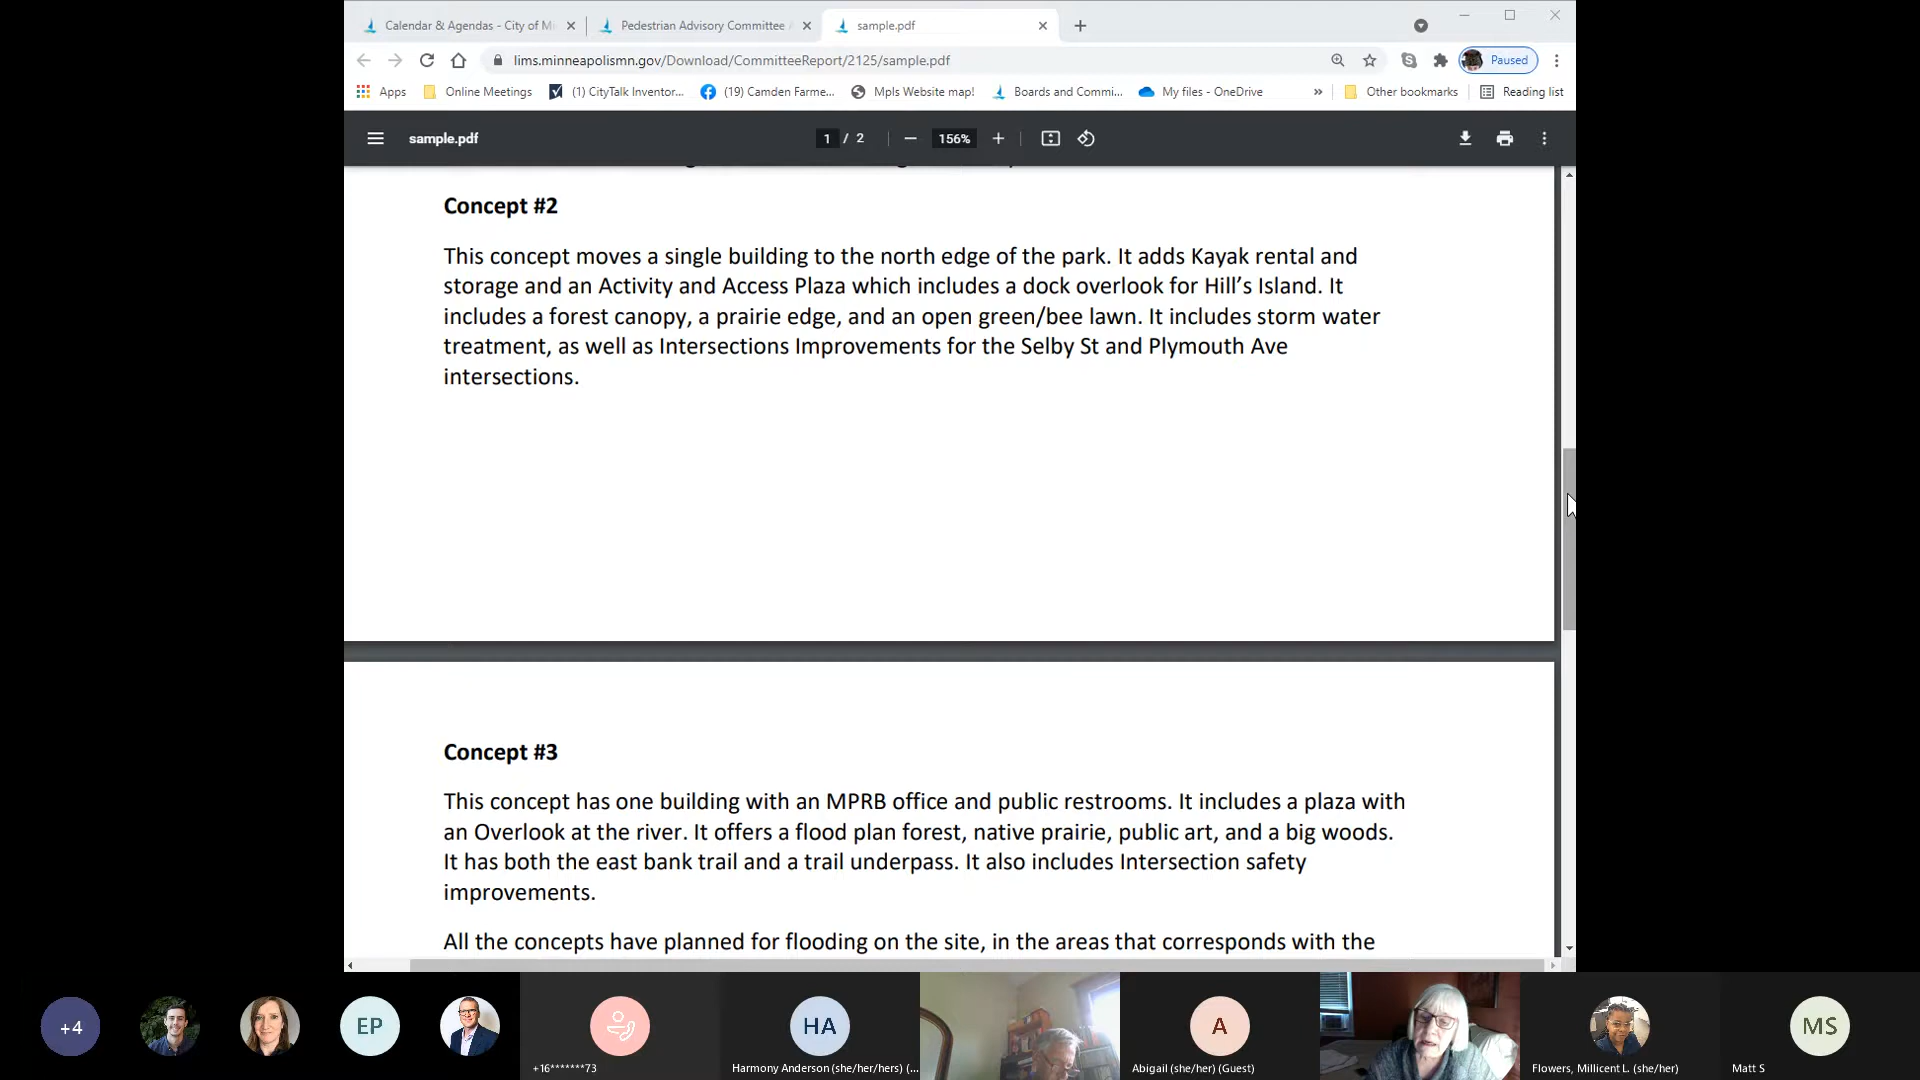 Calendar & Agendas - City of Mi
Pedestrian Advisory Committee A
sample.pdf
lims.minneapolismn.gov/Download/CommitteeReport/2125/sample.pdf
Paused
Apps
Online Meetings
(1) CityTalk Inventor...
(19) Camden Farme...
Mpls Website map!
Boards and Commi...
My files - OneDrive
»
Other bookmarks
Reading list
sample.pdf
1 / 2
156%
Concept #2
This concept moves a single building to the north edge of the park. It adds Kayak rental and
storage and an Activity and Access Plaza which includes a dock overlook for Hill’s Island. It
includes a forest canopy, a prairie edge, and an open green/bee lawn. It includes storm water
treatment, as well as Intersections Improvements for the Selby St and Plymouth Ave
intersections.
Concept #3
This concept has one building with an MPRB office and public restrooms. It includes a plaza with
an Overlook at the river. It offers a flood plan forest, native prairie, public art, and a big woods.
It has both the east bank trail and a trail underpass. It also includes Intersection safety
improvements.
All the concepts have planned for flooding on the site, in the areas that corresponds with the
+4
EP
HA
A
MS
+16*******73
Harmony Anderson (she/her/hers) (...
Abigail (she/her) (Guest)
Flowers, Millicent L. (she/her)
Matt S